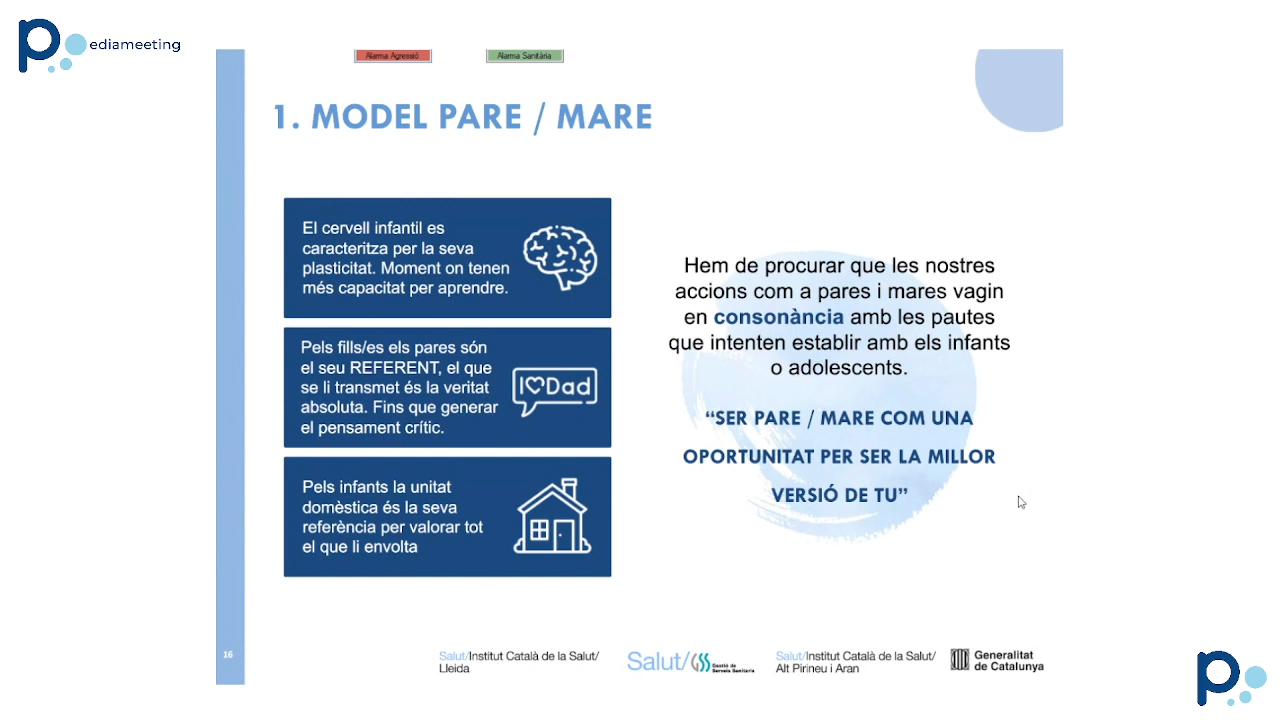 Pediameeting
Alarma Agressió
Alarma Sanitària
1. MODEL PARE / MARE
El cervell infantil es
caracteritza per la seva
plasticitat. Moment on tenen
més capacitat per aprendre.
Pels fills/es els pares són
el seu REFERENT, el que
se li transmet és la veritat
absoluta. Fins que generar
el pensament crític.
I Dad
Pels infants la unitat
domèstica és la seva
referència per valorar tot
el que li envolta
Hem de procurar que les nostres
accions com a pares i mares vagin
en consonància amb les pautes
que intenten establir amb els infants
o adolescents.
“SER PARE / MARE COM UNA
OPORTUNITAT PER SER LA MILLOR
VERSIÓ DE TU”
16
Salut/Institut Català de la Salut/
Lleida
Salut/GSS Gestió de
Serveis Sanitaris
Salut/Institut Català de la Salut/
Alt Pirineu i Aran
Generalitat
de Catalunya
P